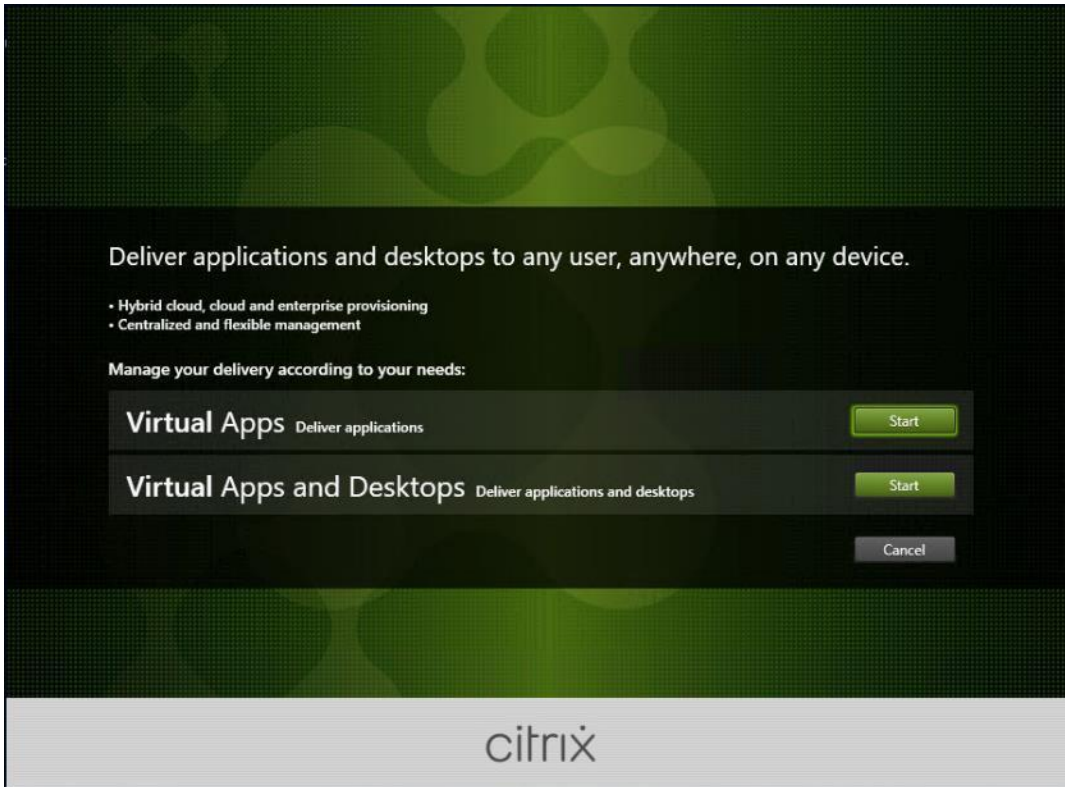 Deliver applications and desktops to any user, anywhere, on any device.
• Hybrid cloud, cloud and enterprise provisioning
• Centralized and flexible management
Manage your delivery according to your needs:
Virtual Apps Deliver applications Start
Virtual Apps and Desktops Deliver applications and desktops Start
Cancel
citrix